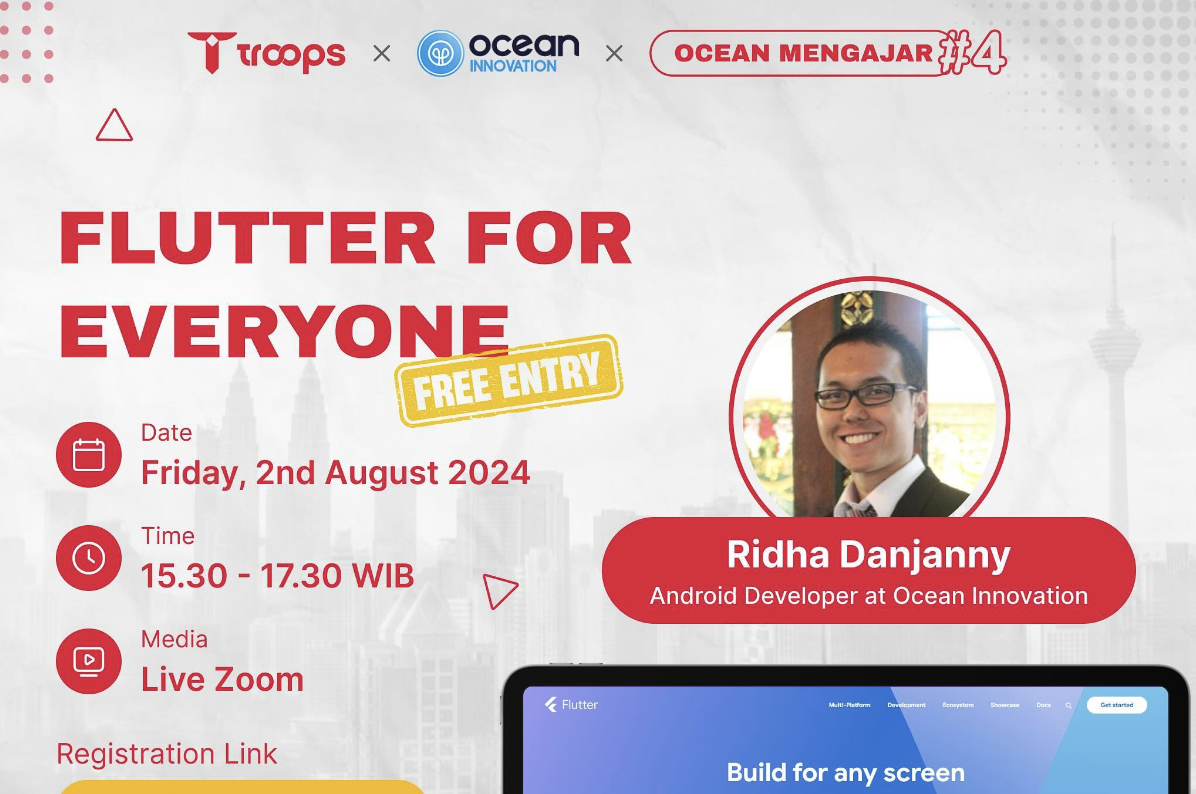 troops × ocean INNOVATION × OCEAN MENGAJAR #4
FLUTTER FOR
EVERYONE
FREE ENTRY
Date
Friday, 2nd August 2024
Time
15.30 - 17.30 WIB
Media
Live Zoom
Registration Link
Ridha Danjanny
Android Developer at Ocean Innovation
Flutter Multi-Platform Development Ecosystem Showcase Docs Get started
Build for any screen